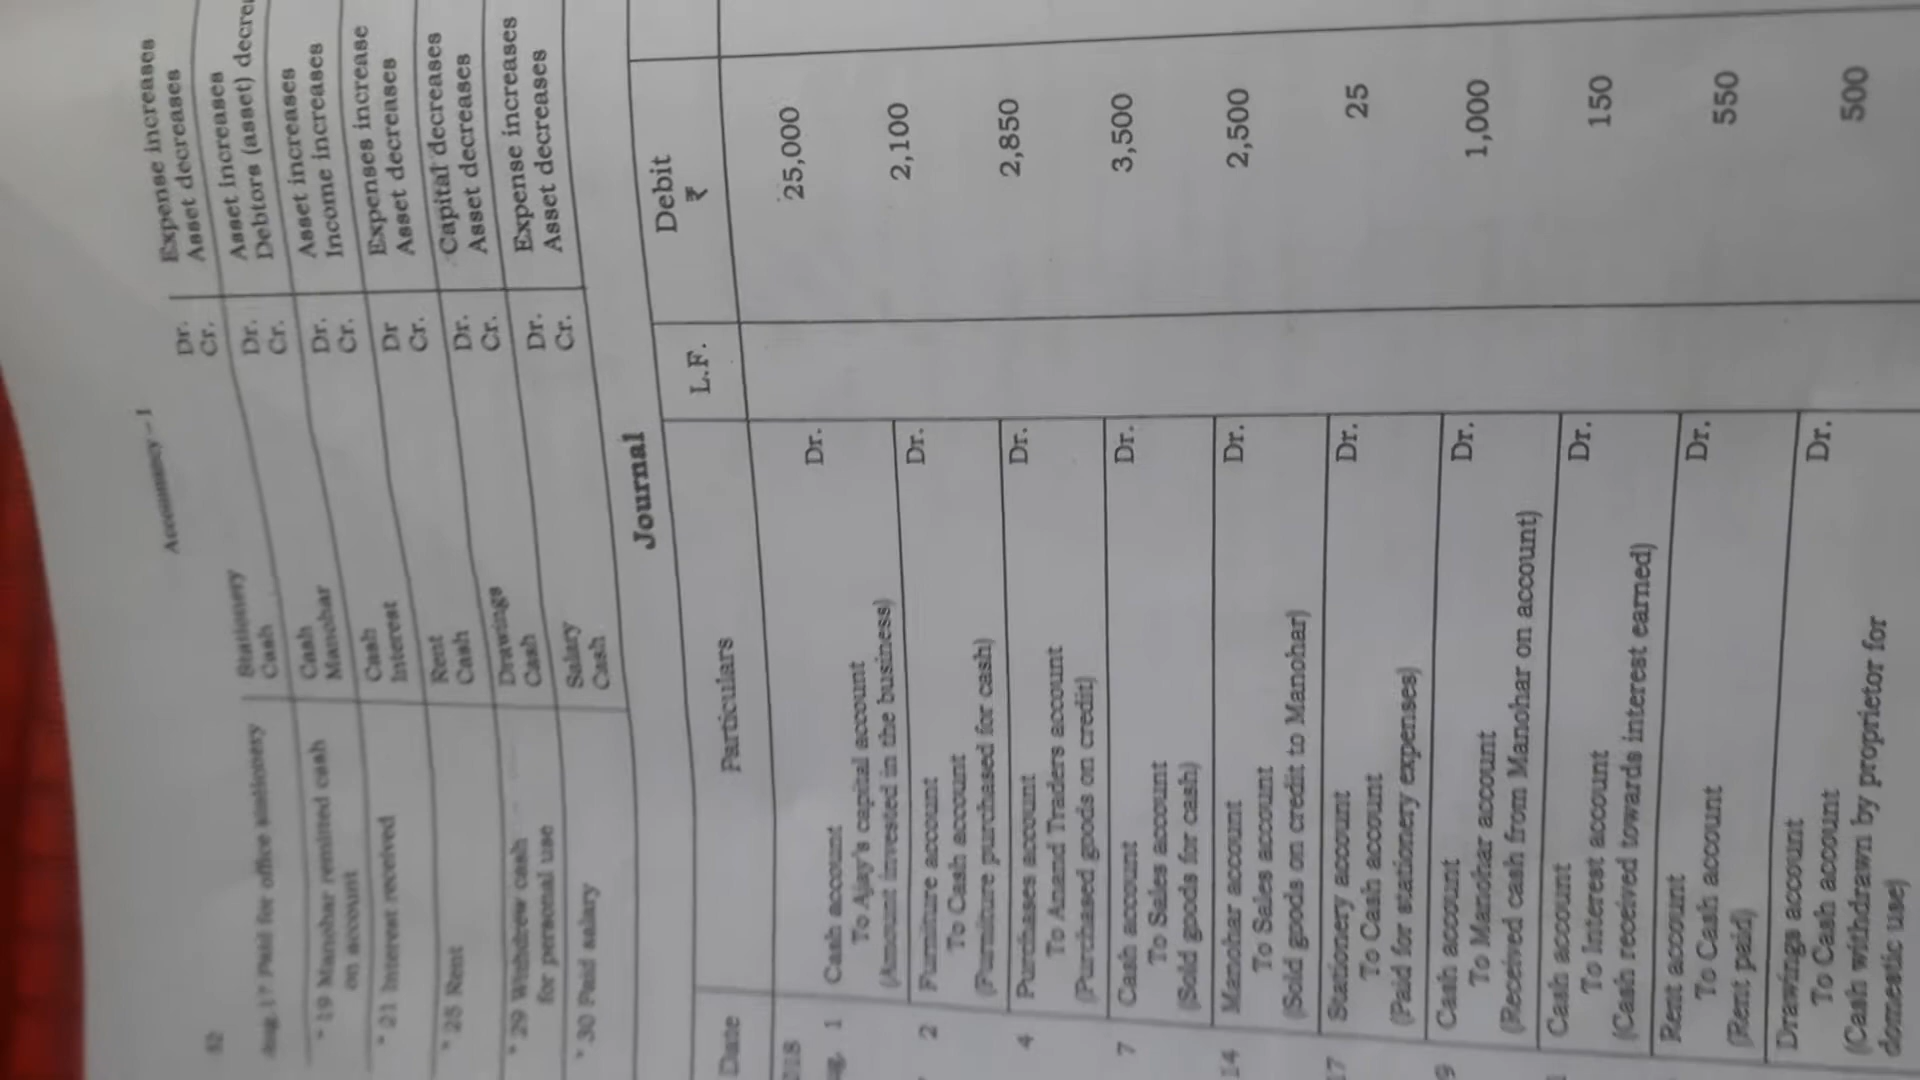 52
Accountancy – 1
Aug. 17 Paid for office stationery Stationery Dr. Expense increases
Cash Cr. Asset decreases
" 19 Manohar remitted cash Cash Dr. Asset increases
on account Manohar Cr. Debtors (asset) decre
" 21 Interest received Cash Dr. Asset increases
Interest Cr. Income increases
" 25 Rent Rent Dr Expenses increase
Cash Cr. Asset decreases
" 29 Withdrew cash Drawings Dr. Capital decreases
for personal use Cash Cr. Asset decreases
" 30 Paid salary Salary Dr. Expense increases
Cash Cr. Asset decreases
Journal
Date Particulars L.F. Debit
₹
018
1 Cash account Dr. 25,000
To Ajay's capital account
(Amount invested in the business)
2 Furniture account Dr. 2,100
To Cash account
(Furniture purchased for cash)
4 Purchases account Dr. 2,850
To Anand Traders account
(Purchased goods on credit)
7 Cash account Dr. 3,500
To Sales account
(Sold goods for cash)
14 Manohar account Dr. 2,500
To Sales account
(Sold goods on credit to Manohar)
17 Stationery account Dr. 25
To Cash account
(Paid for stationery expenses)
9 Cash account Dr. 1,000
To Manohar account
(Received cash from Manohar on account)
1 Cash account Dr. 150
To Interest account
(Cash received towards interest earned)
Rent account Dr. 550
To Cash account
(Rent paid)
Drawings account Dr. 500
To Cash account
(Cash withdrawn by proprietor for
domestic use)